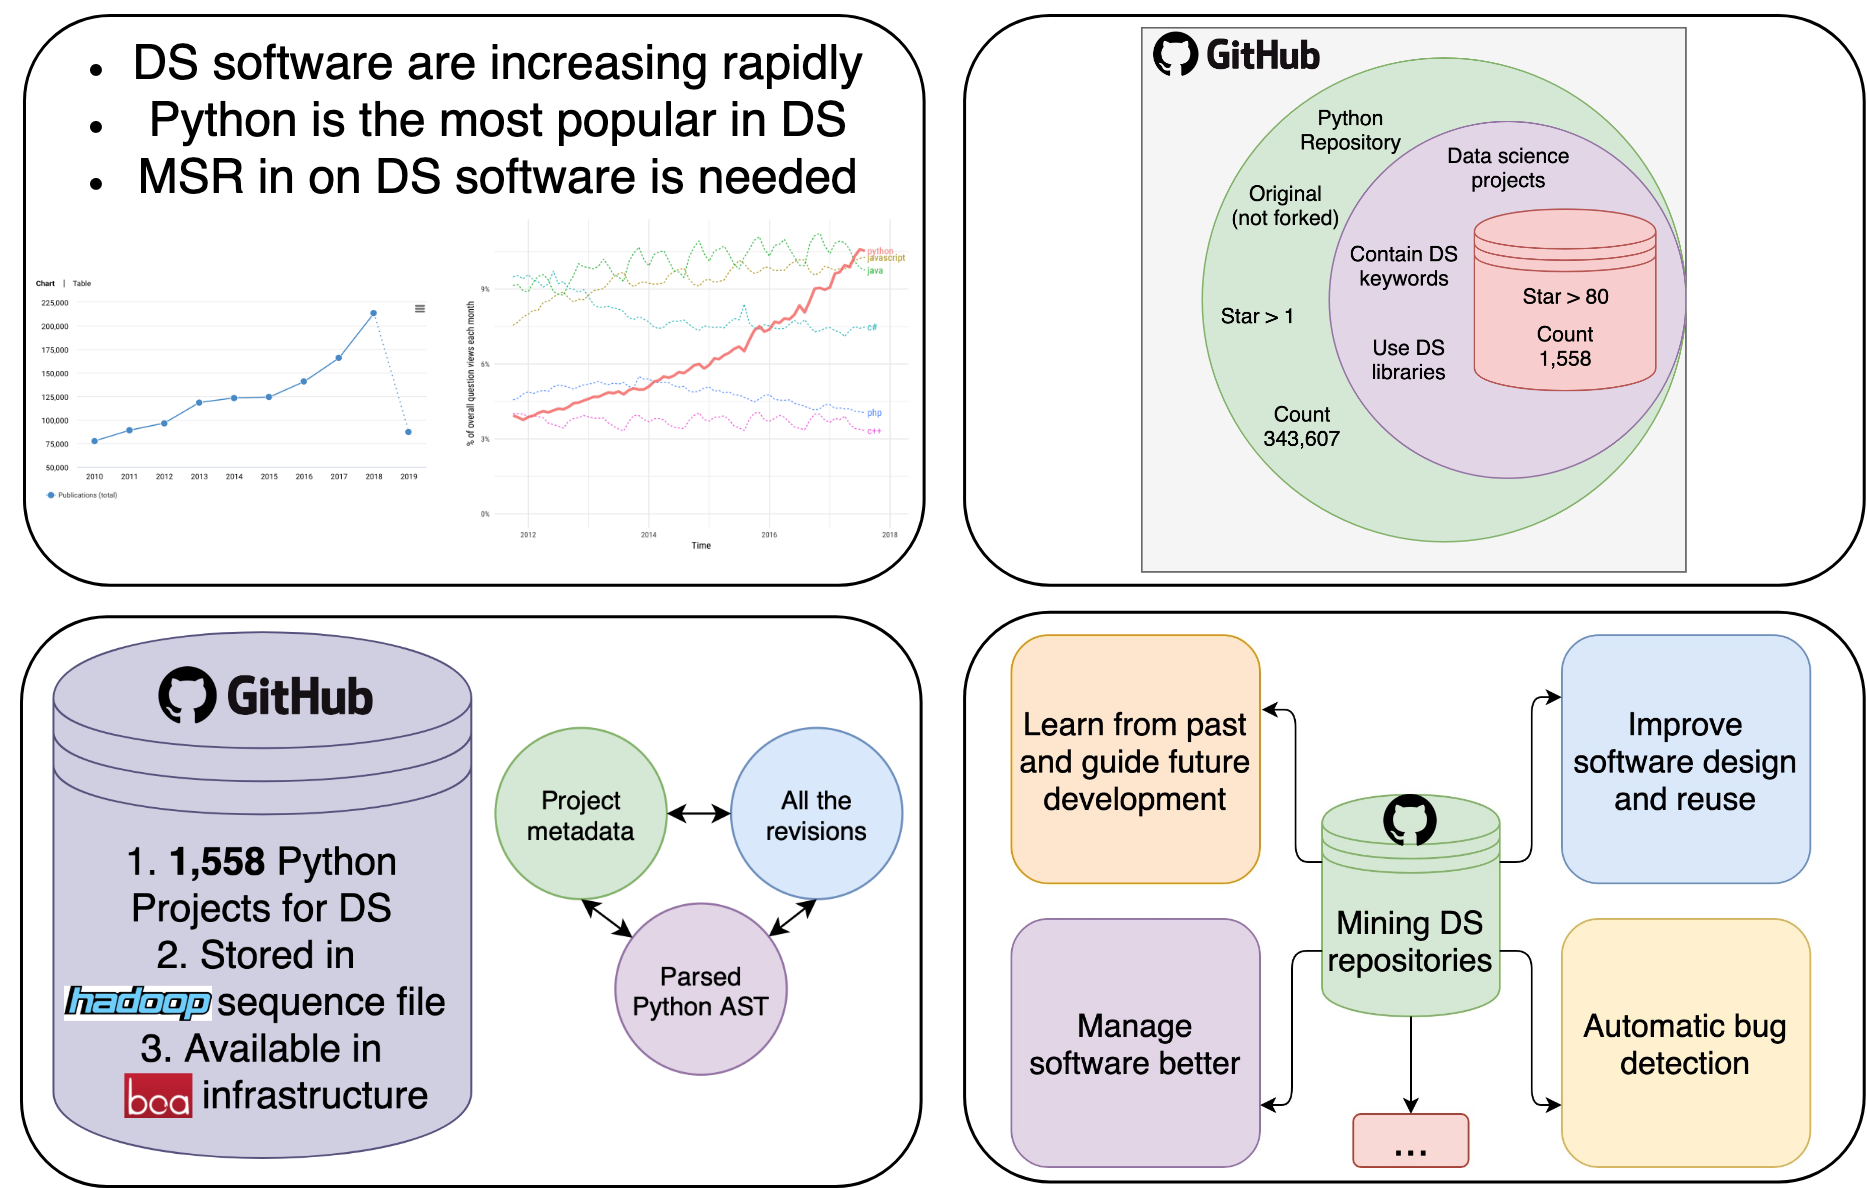 • DS software are increasing rapidly
• Python is the most popular in DS
• MSR in on DS software is needed
Chart | Table
225,000
200,000
175,000
150,000
125,000
100,000
75,000
50,000
2010 2011 2012 2013 2014 2015 2016 2017 2018 2019
Publications (total)
% of overall question views each month
9%
6%
3%
0%
python
javascript
java
c#
php
c++
2012 2014 2016 2018
Time
GitHub
Python
Repository
Original
(not forked)
Star > 1
Count
343,607
Data science
projects
Contain DS
keywords
Use DS
libraries
Star > 80
Count
1,558
GitHub
1. 1,558 Python
Projects for DS
2. Stored in
hadoop sequence file
3. Available in
boa infrastructure
Project
metadata
All the
revisions
Parsed
Python AST
Learn from past
and guide future
development
Improve
software design
and reuse
Mining DS
repositories
Manage
software better
Automatic bug
detection
...